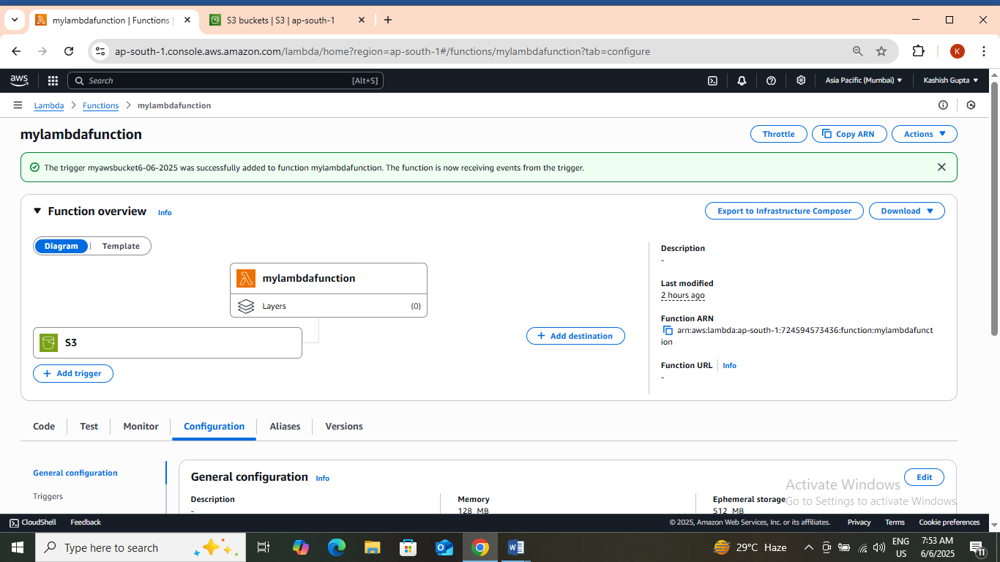 mylambdafunction | Functions
S3 buckets | S3 | ap-south-1
ap-south-1.console.aws.amazon.com/lambda/home?region=ap-south-1#/functions/mylambdafunction?tab=configure
K
aws
Search
[Alt+S]
Asia Pacific (Mumbai)
Kashish Gupta
Lambda
Functions
mylambdafunction
mylambdafunction
Throttle
Copy ARN
Actions
The trigger myawsbucket6-06-2025 was successfully added to function mylambdafunction. The function is now receiving events from the trigger.
Function overview
Info
Export to Infrastructure Composer
Download
Diagram
Template
mylambdafunction
Layers
(0)
S3
Add trigger
Add destination
Description
-
Last modified
2 hours ago
Function ARN
arn:aws:lambda:ap-south-1:724594573436:function:mylambdafunct
ion
Function URL
Info
-
Code
Test
Monitor
Configuration
Aliases
Versions
General configuration
Triggers
General configuration
Info
Edit
Description
-
Memory
128 MB
Ephemeral storage
512 MB
Activate Windows
Go to Settings to activate Windows.
CloudShell
Feedback
© 2025, Amazon Web Services, Inc. or its affiliates.
Privacy
Terms
Cookie preferences
Type here to search
29°C Haze
ENG
US
7:53 AM
6/6/2025
11